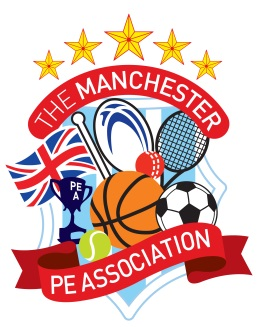 THE MANCHESTER
PE
A
PE ASSOCIATION